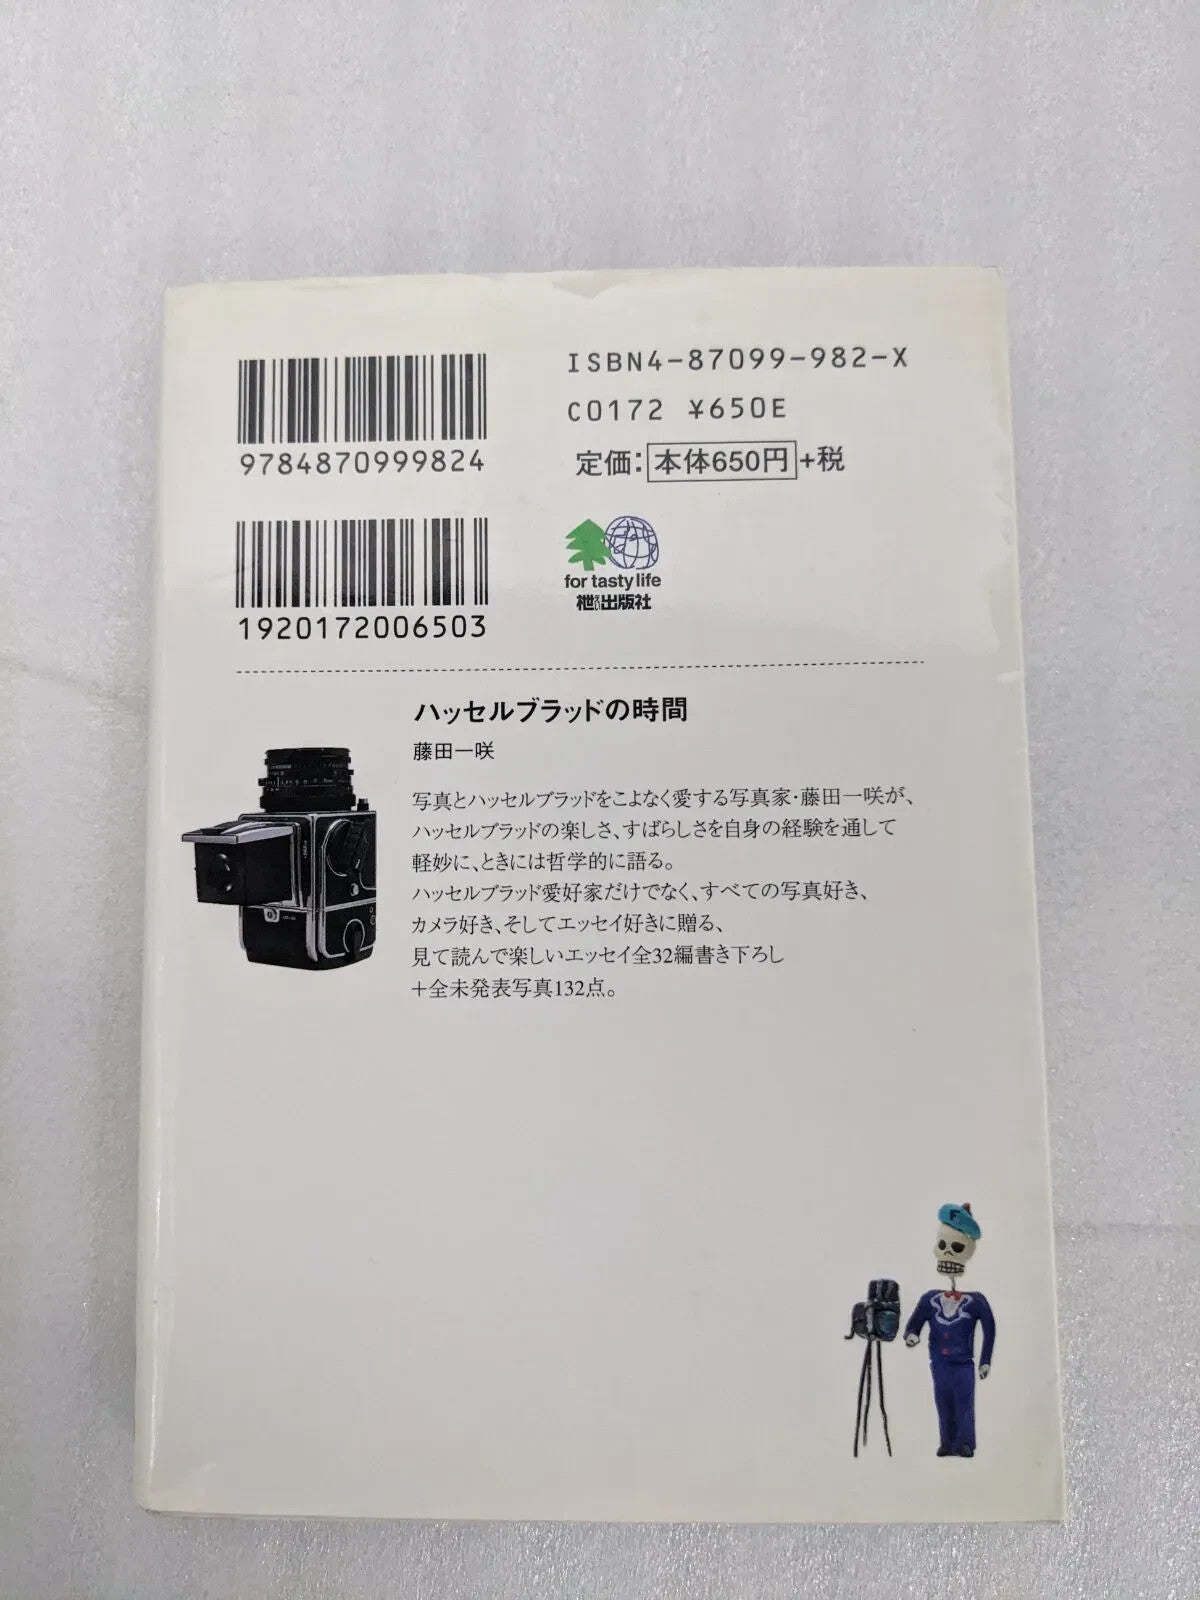 ISBN4-87099-982-X
C0172 ¥650E
定価：本体650円+税
9784870999824
1920172006503
for tasty life
枻出版社
ハッセルブラッドの時間
藤田一咲
写真とハッセルブラッドをこよなく愛する写真家・藤田一咲が、
ハッセルブラッドの楽しさ、すばらしさを自身の経験を通して
軽妙に、ときには哲学的に語る。
ハッセルブラッド愛好家だけでなく、すべての写真好き、
カメラ好き、そしてエッセイ好きに贈る、
見て読んで楽しいエッセイ全32編書き下ろし
＋全未発表写真132点。